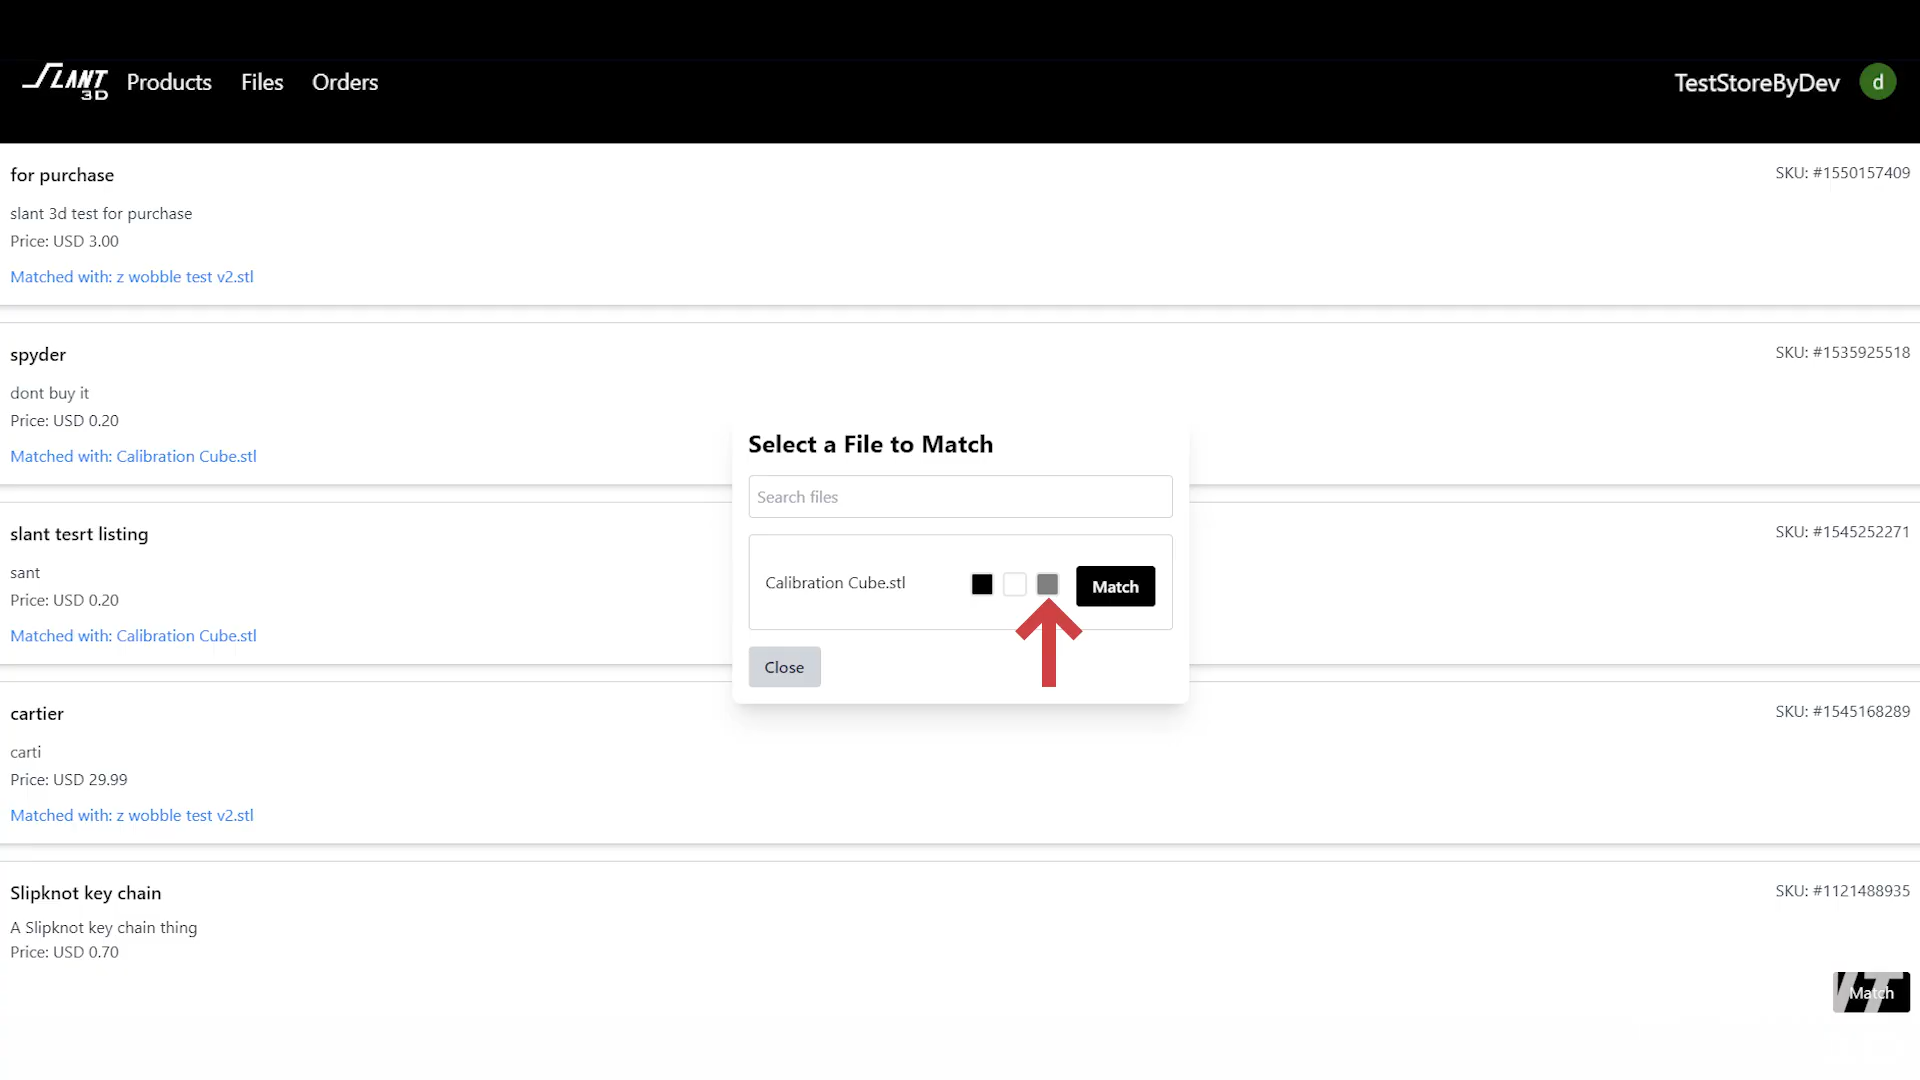 SLANT
3D
Products
Files
Orders
TestStoreByDev
d
for purchase
SKU: #1550157409
slant 3d test for purchase
Price: USD 3.00
Matched with: z wobble test v2.stl
spyder
SKU: #1535925518
dont buy it
Price: USD 0.20
Matched with: Calibration Cube.stl
slant tesrt listing
SKU: #1545252271
sant
Price: USD 0.20
Matched with: Calibration Cube.stl
Select a File to Match
Search files
Calibration Cube.stl
Match
Close
cartier
SKU: #1545168289
carti
Price: USD 29.99
Matched with: z wobble test v2.stl
Slipknot key chain
SKU: #1121488935
A Slipknot key chain thing
Price: USD 0.70
Match
IT